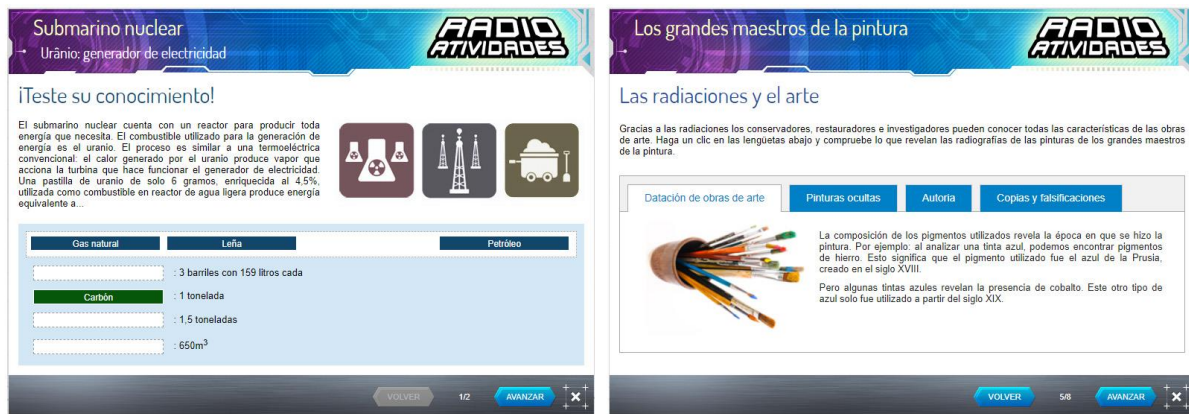 Submarino nuclear
Urânio: generador de electricidad
RADIO
ATIVIDADES
¡Teste su conocimiento!
El submarino nuclear cuenta con un reactor para producir toda
energía que necesita. El combustible utilizado para la generación de
energía es el uranio. El proceso es similar a una termoeléctrica
convencional: el calor generado por el uranio produce vapor que
acciona la turbina que hace funcionar el generador de electricidad.
Una pastilla de uranio de solo 6 gramos, enriquecida al 4,5%,
utilizada como combustible en reactor de agua ligera produce energía
equivalente a...
Gas natural
Leña
Petróleo
: 3 barriles con 159 litros cada
Carbón : 1 tonelada
: 1,5 toneladas
: 650m³
VOLVER 1/2 AVANZAR
Los grandes maestros de la pintura
RADIO
ATIVIDADES
Las radiaciones y el arte
Gracias a las radiaciones los conservadores, restauradores e investigadores pueden conocer todas las características de las obras
de arte. Haga un clic en las lengüetas abajo y compruebe lo que revelan las radiografías de las pinturas de los grandes maestros
de la pintura.
Datación de obras de arte
Pinturas ocultas
Autoria
Copias y falsificaciones
La composición de los pigmentos utilizados revela la época en que se hizo la
pintura. Por ejemplo: al analizar una tinta azul, podemos encontrar pigmentos
de hierro. Esto significa que el pigmento utilizado fue el azul de la Prusia,
creado en el siglo XVIII.
Pero algunas tintas azules revelan la presencia de cobalto. Este otro tipo de
azul solo fue utilizado a partir del siglo XIX.
VOLVER 5/8 AVANZAR